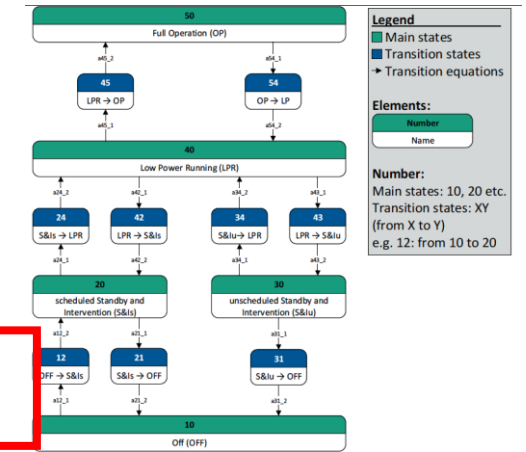 50
Full Operation (OP)
a45_2
a54_1
45
LPR → OP
54
OP → LP
a45_1
a54_2
40
Low Power Running (LPR)
a24_2
a42_1
a34_2
a43_1
24
S&Is → LPR
42
LPR → S&Is
34
S&Iu→ LPR
43
LPR → S&Iu
a24_1
a42_2
a34_1
a43_2
20
scheduled Standby and
Intervention (S&Is)
30
unscheduled Standby and
Intervention (S&Iu)
a12_2
a21_1
a31_1
12
OFF → S&Is
21
S&Is → OFF
31
S&Iu → OFF
a12_1
a21_2
a31_2
10
Off (OFF)
Legend
Main states
Transition states
Transition equations
Elements:
Number
Name
Number:
Main states: 10, 20 etc.
Transition states: XY
(from X to Y)
e.g. 12: from 10 to 20